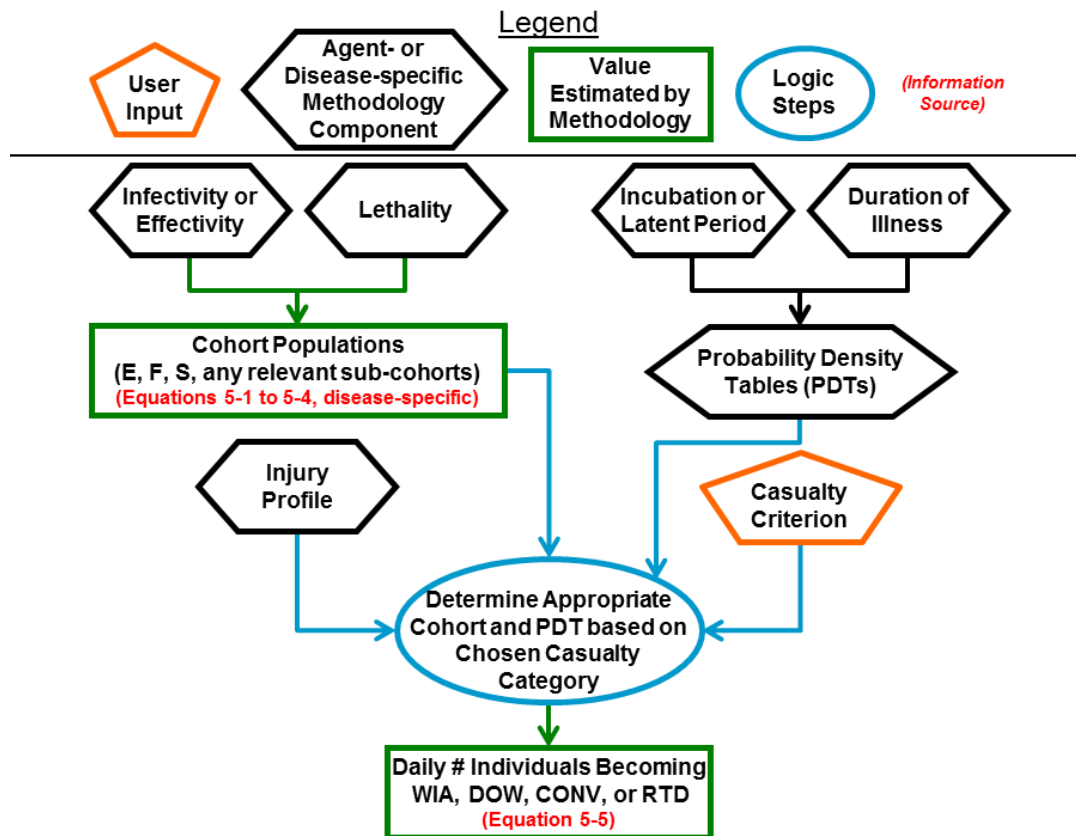 Legend
User
Input
Agent- or
Disease-specific
Methodology
Component
Value
Estimated by
Methodology
Logic
Steps
(Information
Source)
Infectivity or
Effectivity
Lethality
Incubation or
Latent Period
Duration of
Illness
Cohort Populations
(E, F, S, any relevant sub-cohorts)
(Equations 5-1 to 5-4, disease-specific)
Probability Density
Tables (PDTs)
Injury
Profile
Casualty
Criterion
Determine Appropriate
Cohort and PDT based on
Chosen Casualty
Category
Daily # Individuals Becoming
WIA, DOW, CONV, or RTD
(Equation 5-5)